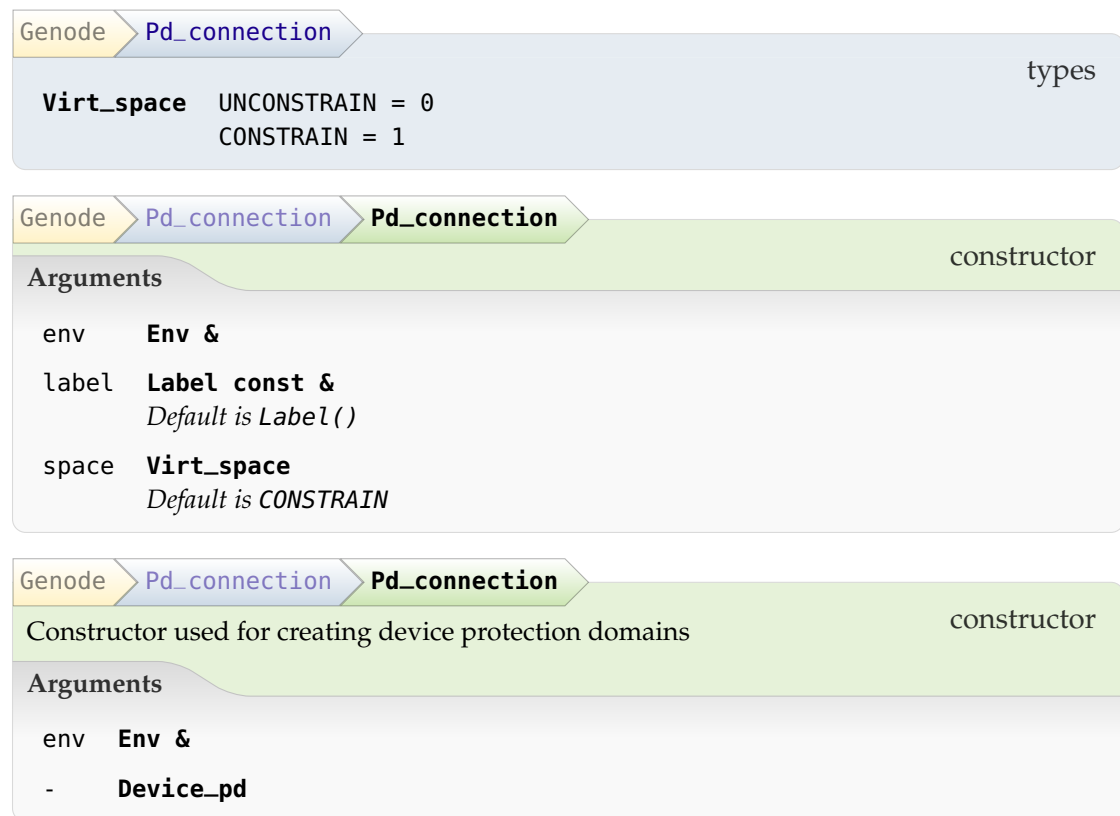 Genode Pd_connection
types
Virt_space UNCONSTRAIN = 0
CONSTRAIN = 1
Genode Pd_connection Pd_connection
constructor
Arguments
env Env &
label Label const &
Default is Label()
space Virt_space
Default is CONSTRAIN
Genode Pd_connection Pd_connection
constructor
Constructor used for creating device protection domains
Arguments
env Env &
- Device_pd